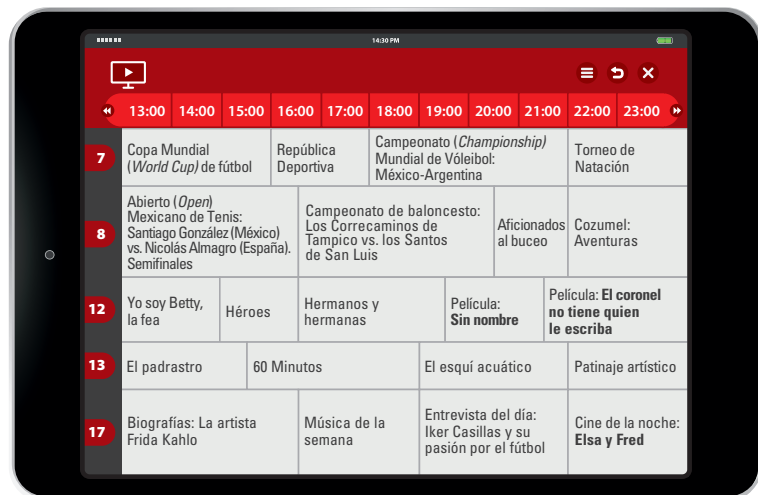 14:30 PM
13:00 14:00 15:00 16:00 17:00 18:00 19:00 20:00 21:00 22:00 23:00
7
Copa Mundial
(World Cup) de fútbol
República
Deportiva
Campeonato (Championship)
Mundial de Vóleibol:
México-Argentina
Torneo de
Natación
8
Abierto (Open)
Mexicano de Tenis:
Santiago González (México)
vs. Nicolás Almagro (España).
Semifinales
Campeonato de baloncesto:
Los Correcaminos de
Tampico vs. los Santos
de San Luis
Aficionados
al buceo
Cozumel:
Aventuras
12
Yo soy Betty,
la fea
Héroes
Hermanos y
hermanas
Película:
Sin nombre
Película: El coronel
no tiene quien
le escriba
13
El padrastro
60 Minutos
El esquí acuático
Patinaje artístico
17
Biografías: La artista
Frida Kahlo
Música de la
semana
Entrevista del día:
Iker Casillas y su
pasión por el fútbol
Cine de la noche:
Elsa y Fred